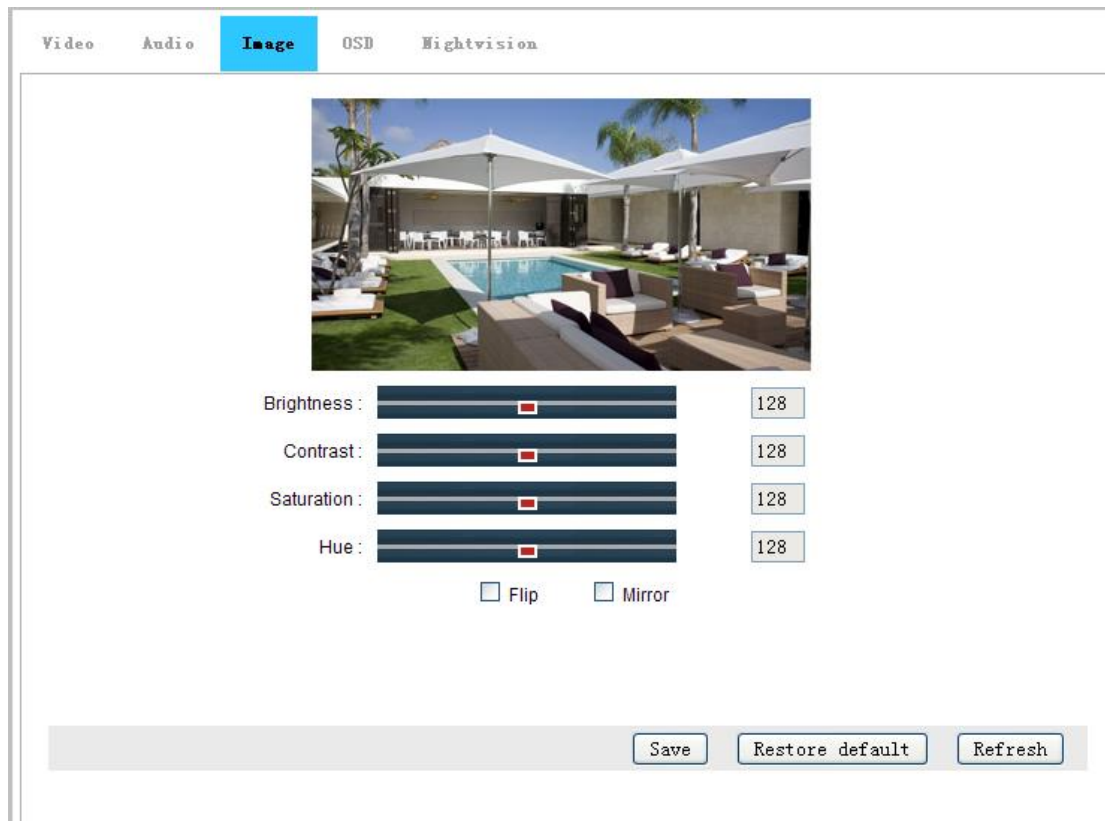 Video Audio Image OSD Nightvision
Brightness : 128
Contrast : 128
Saturation : 128
Hue : 128
Flip Mirror
Save Restore default Refresh